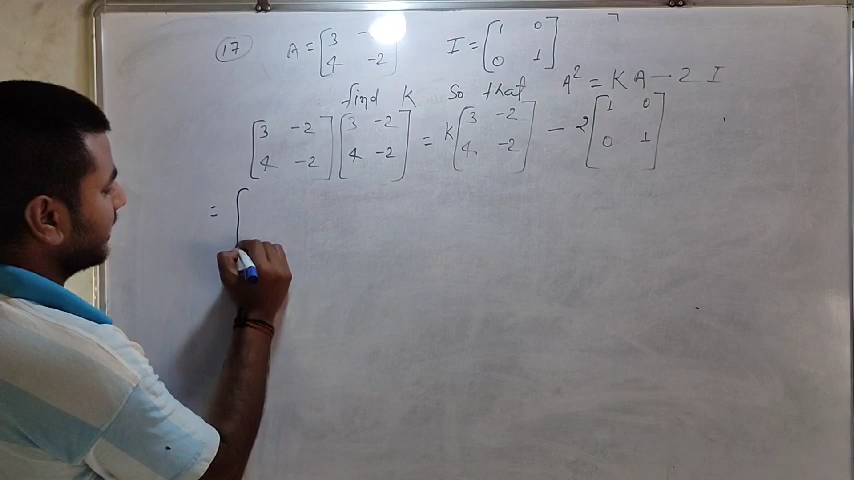 (17) A = [3 - 4 -2] I = [1 0 0 1]
find K so that A² = KA - 2 I
[3 -2 4 -2] [3 -2 4 -2] = K [3 -2 4 -2] - 2 [1 0 0 1]
= [